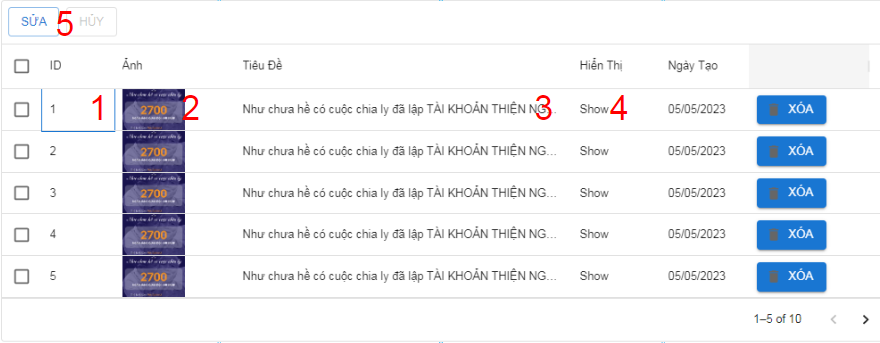 SỬA 5 HỦY
ID Ảnh Tiêu Đề Hiển Thị Ngày Tạo
1 1 2700 2 Như chưa hề có cuộc chia ly đã lập TÀI KHOẢN THIỆN NG... 3 Show 4 05/05/2023 XÓA
2 2700 Như chưa hề có cuộc chia ly đã lập TÀI KHOẢN THIỆN NG... Show 05/05/2023 XÓA
3 2700 Như chưa hề có cuộc chia ly đã lập TÀI KHOẢN THIỆN NG... Show 05/05/2023 XÓA
4 2700 Như chưa hề có cuộc chia ly đã lập TÀI KHOẢN THIỆN NG... Show 05/05/2023 XÓA
5 2700 Như chưa hề có cuộc chia ly đã lập TÀI KHOẢN THIỆN NG... Show 05/05/2023 XÓA
1–5 of 10